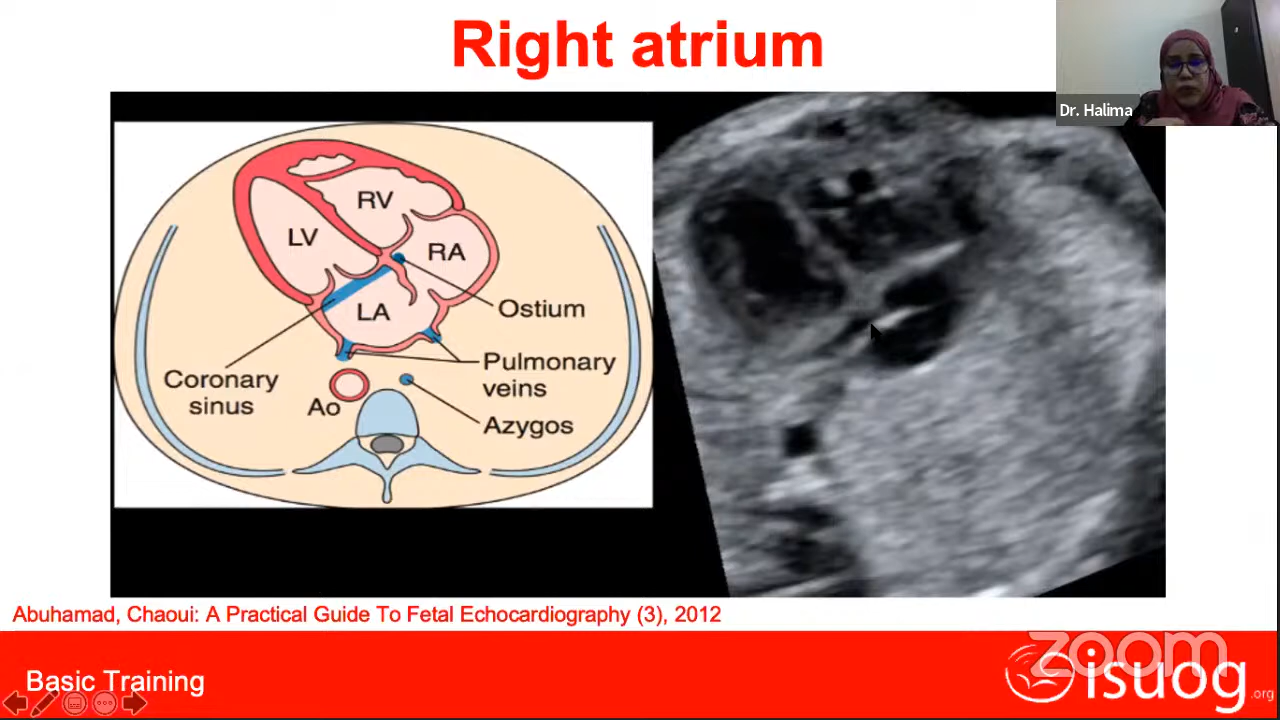 Right atrium
Dr. Halima
RV
LV
RA
LA
Ostium
Coronary
sinus
Pulmonary
veins
Ao
Azygos
Abuhamad, Chaoui: A Practical Guide To Fetal Echocardiography (3), 2012
Basic Training
zoom
isuog
.org